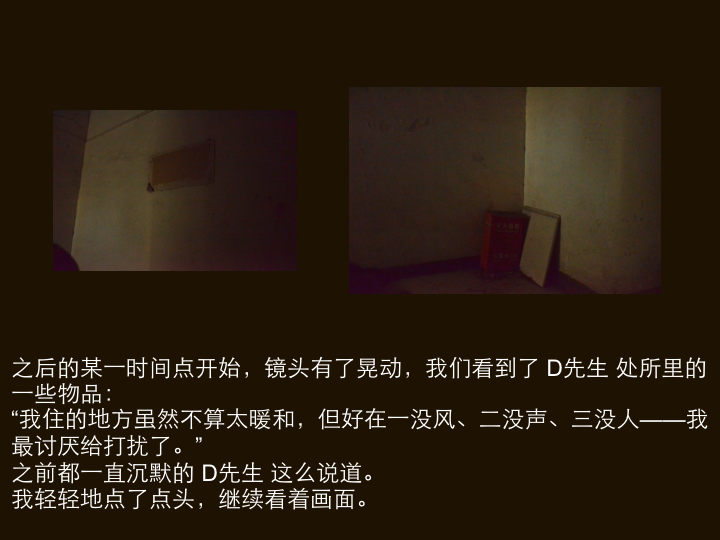 之后的某一时间点开始，镜头有了晃动，我们看到了 D先生 处所里的
一些物品：
“我住的地方虽然不算太暖和，但好在一没风、二没声、三没人——我
最讨厌给打扰了。”
之前都一直沉默的 D先生 这么说道。
我轻轻地点了点头，继续看着画面。